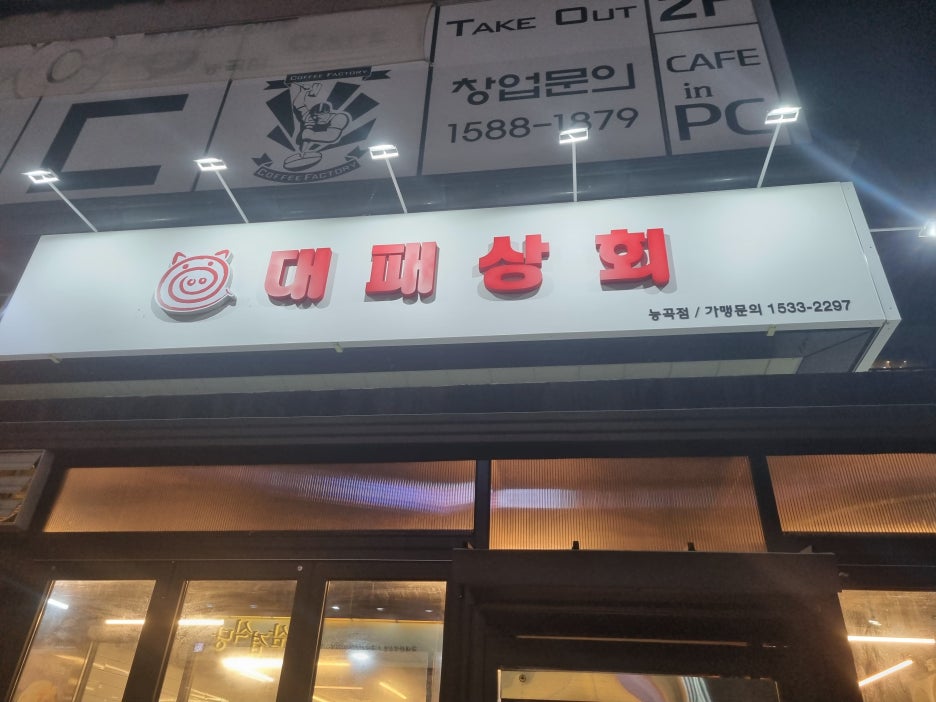 TAKE OUT
창업문의
1588-1879
2F
CAFE
in
PC
COFFEE FACTORY
COFFEE FACTORY
대패상회
능곡점 / 가맹문의 1533-2297